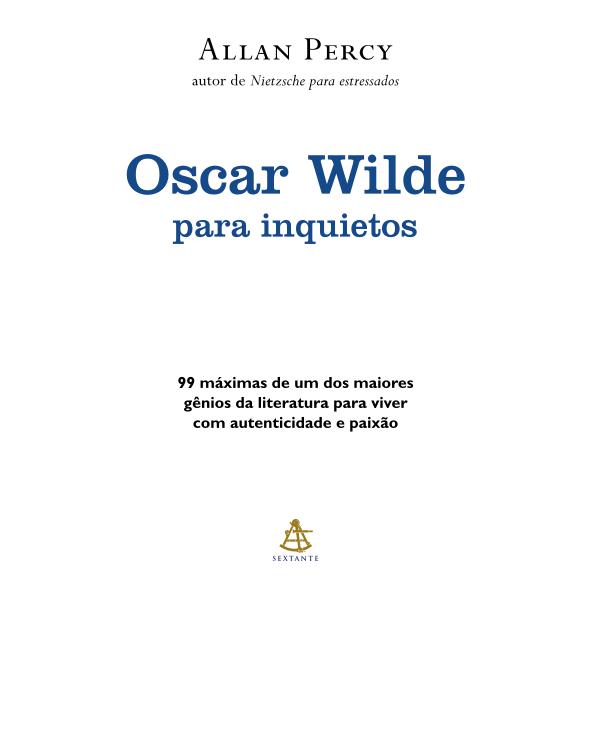 ALLAN PERCY
autor de Nietzsche para estressados
Oscar Wilde
para inquietos
99 máximas de um dos maiores
gênios da literatura para viver
com autenticidade e paixão
SEXTANTE